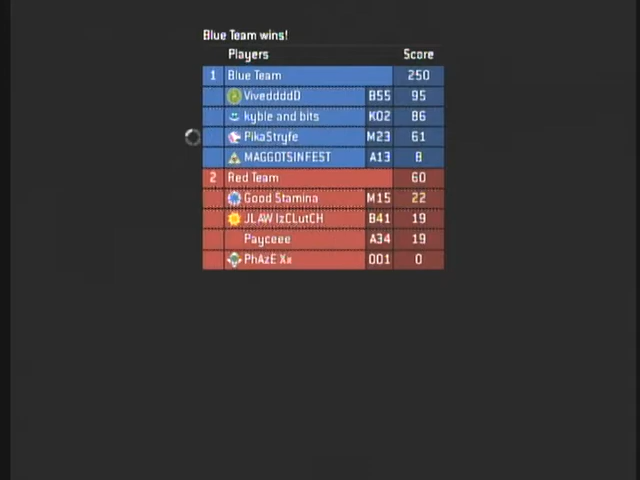 Blue Team wins!
Players Score
1 Blue Team 250
ViveddddD B55 95
kyble and bits K02 86
PikaStryfe M23 61
MAGGOTSINFEST A13 8
2 Red Team 60
Good Stamina M15 22
JLAW IzCLutCH B41 19
Payceee A34 19
PhAzE Xx 001 0